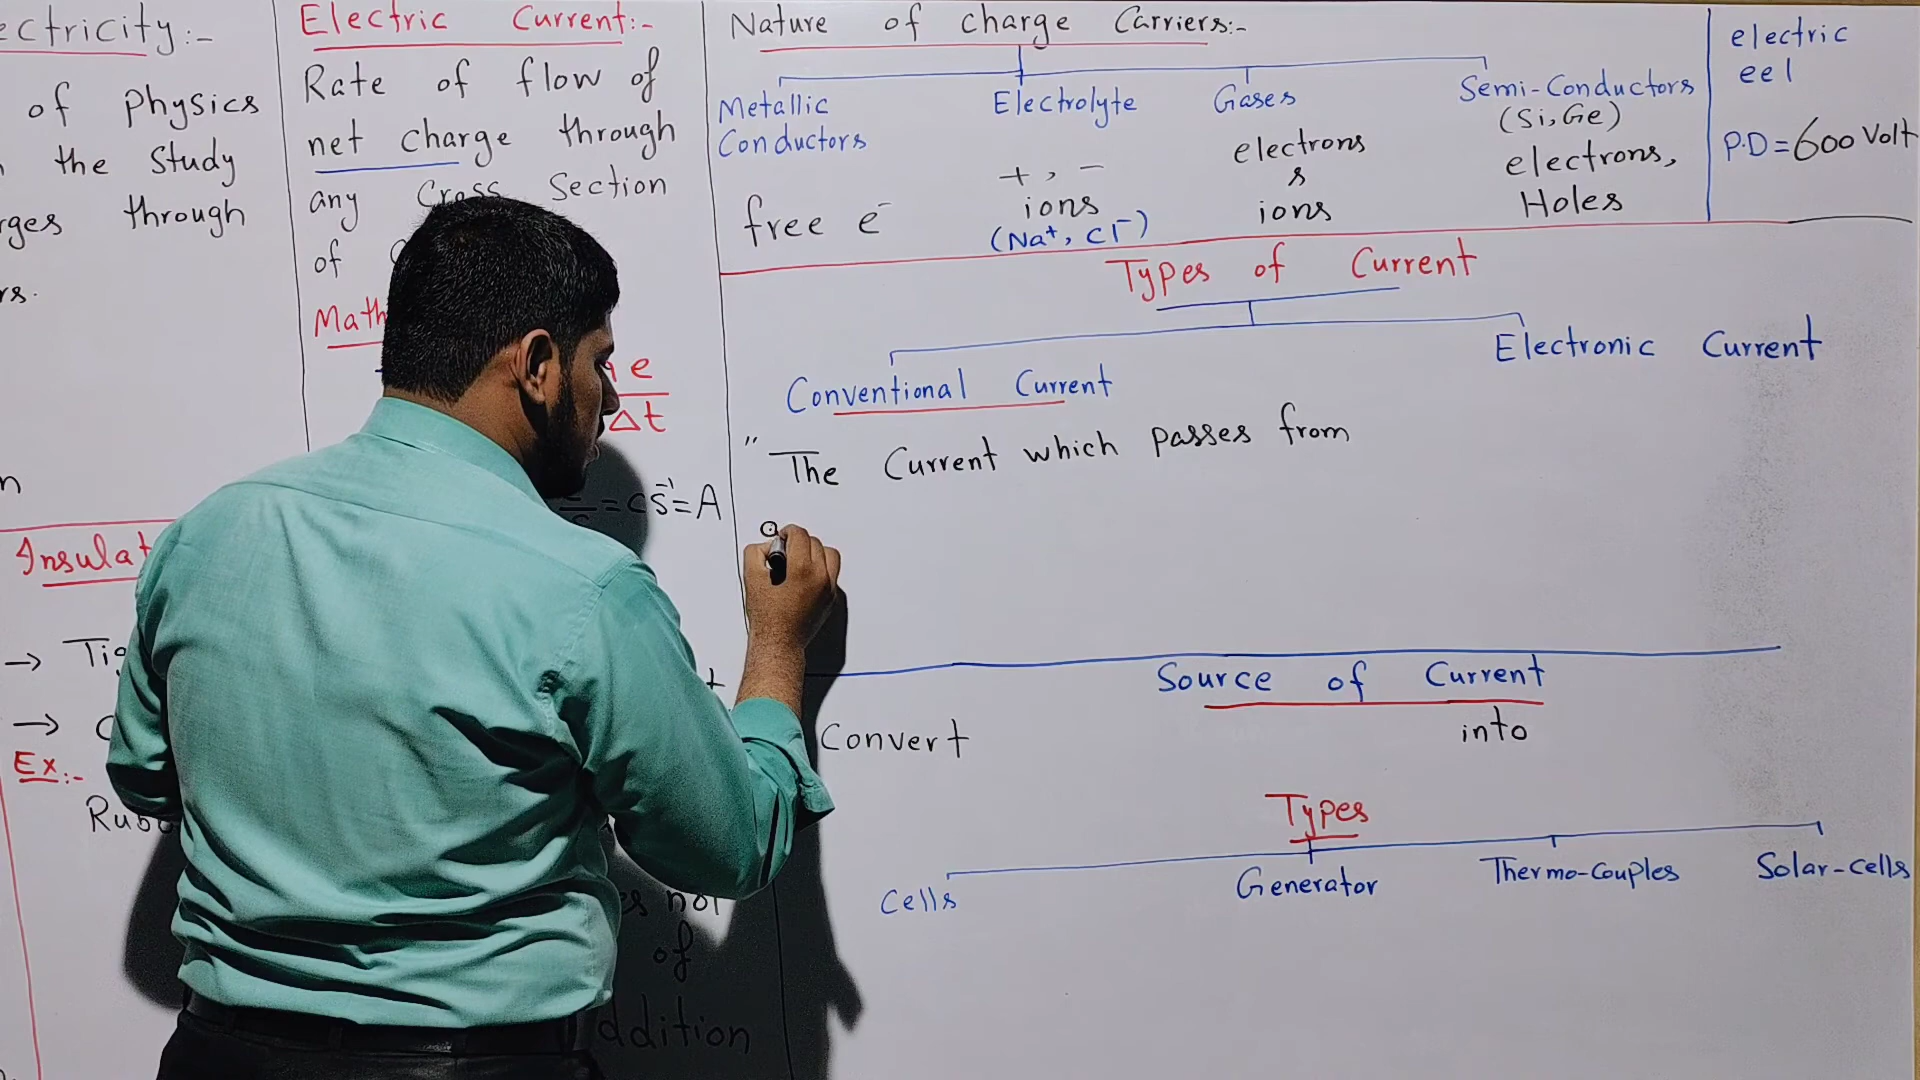 ectricity:-
of physics
the Study
rges through
rs.
Electric Current:-
Rate of flow of
net charge through
any Cross Section
of
Math
e
Δt
= CS⁻¹ = A
Insulat
→
→
Ex:-
es not
of
ddition
Nature of charge Carriers:-
Metallic
Conductors
free e⁻
Electrolyte
+ , -
ions
(Na⁺, Cl⁻)
Gases
electrons
s
ions
Semi-Conductors
(Si, Ge)
electrons,
Holes
electric
eel
P.D = 600 Volt
Types of Current
Conventional Current
Electronic Current
" The Current which passes from
Source of Current
Convert into
Types
Cells
Generator
Thermo-Couples
Solar-cells